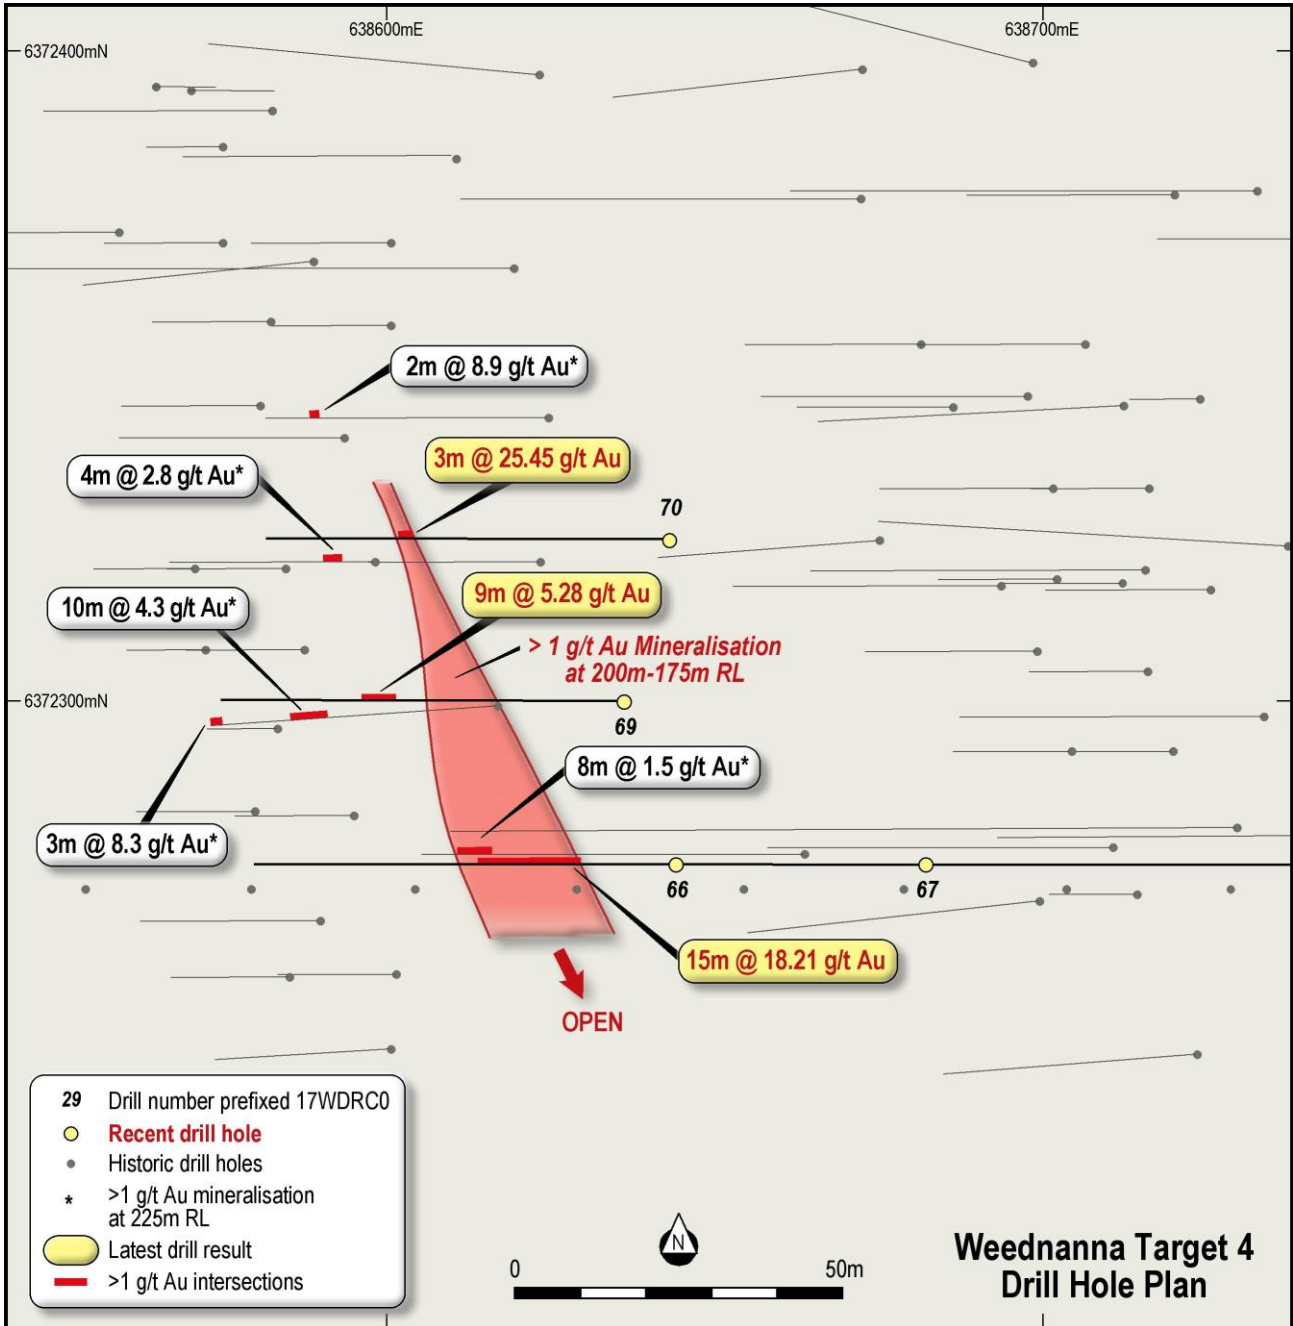 638600mE
638700mE
6372400mN
2m @ 8.9 g/t Au*
3m @ 25.45 g/t Au
4m @ 2.8 g/t Au*
70
9m @ 5.28 g/t Au
10m @ 4.3 g/t Au*
> 1 g/t Au Mineralisation
at 200m-175m RL
6372300mN
69
8m @ 1.5 g/t Au*
3m @ 8.3 g/t Au*
66
67
15m @ 18.21 g/t Au
OPEN
29 Drill number prefixed 17WDRC0
Recent drill hole
Historic drill holes
* >1 g/t Au mineralisation
at 225m RL
Latest drill result
>1 g/t Au intersections
N
0
50m
Weednanna Target 4
Drill Hole Plan